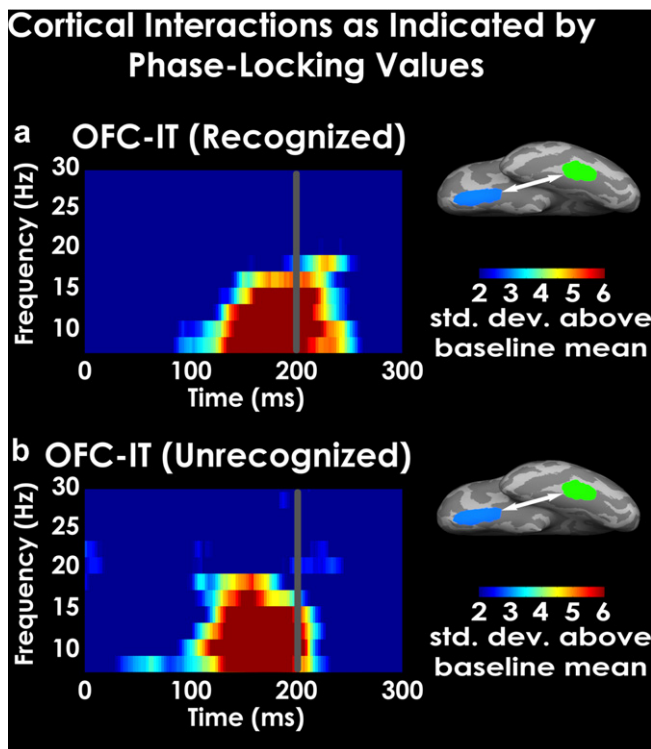 Cortical Interactions as Indicated by
Phase-Locking Values
a OFC-IT (Recognized)
Frequency (Hz)
30
25
20
15
10
0 100 200 300
Time (ms)
2 3 4 5 6
std. dev. above
baseline mean
b OFC-IT (Unrecognized)
Frequency (Hz)
30
25
20
15
10
0 100 200 300
Time (ms)
2 3 4 5 6
std. dev. above
baseline mean